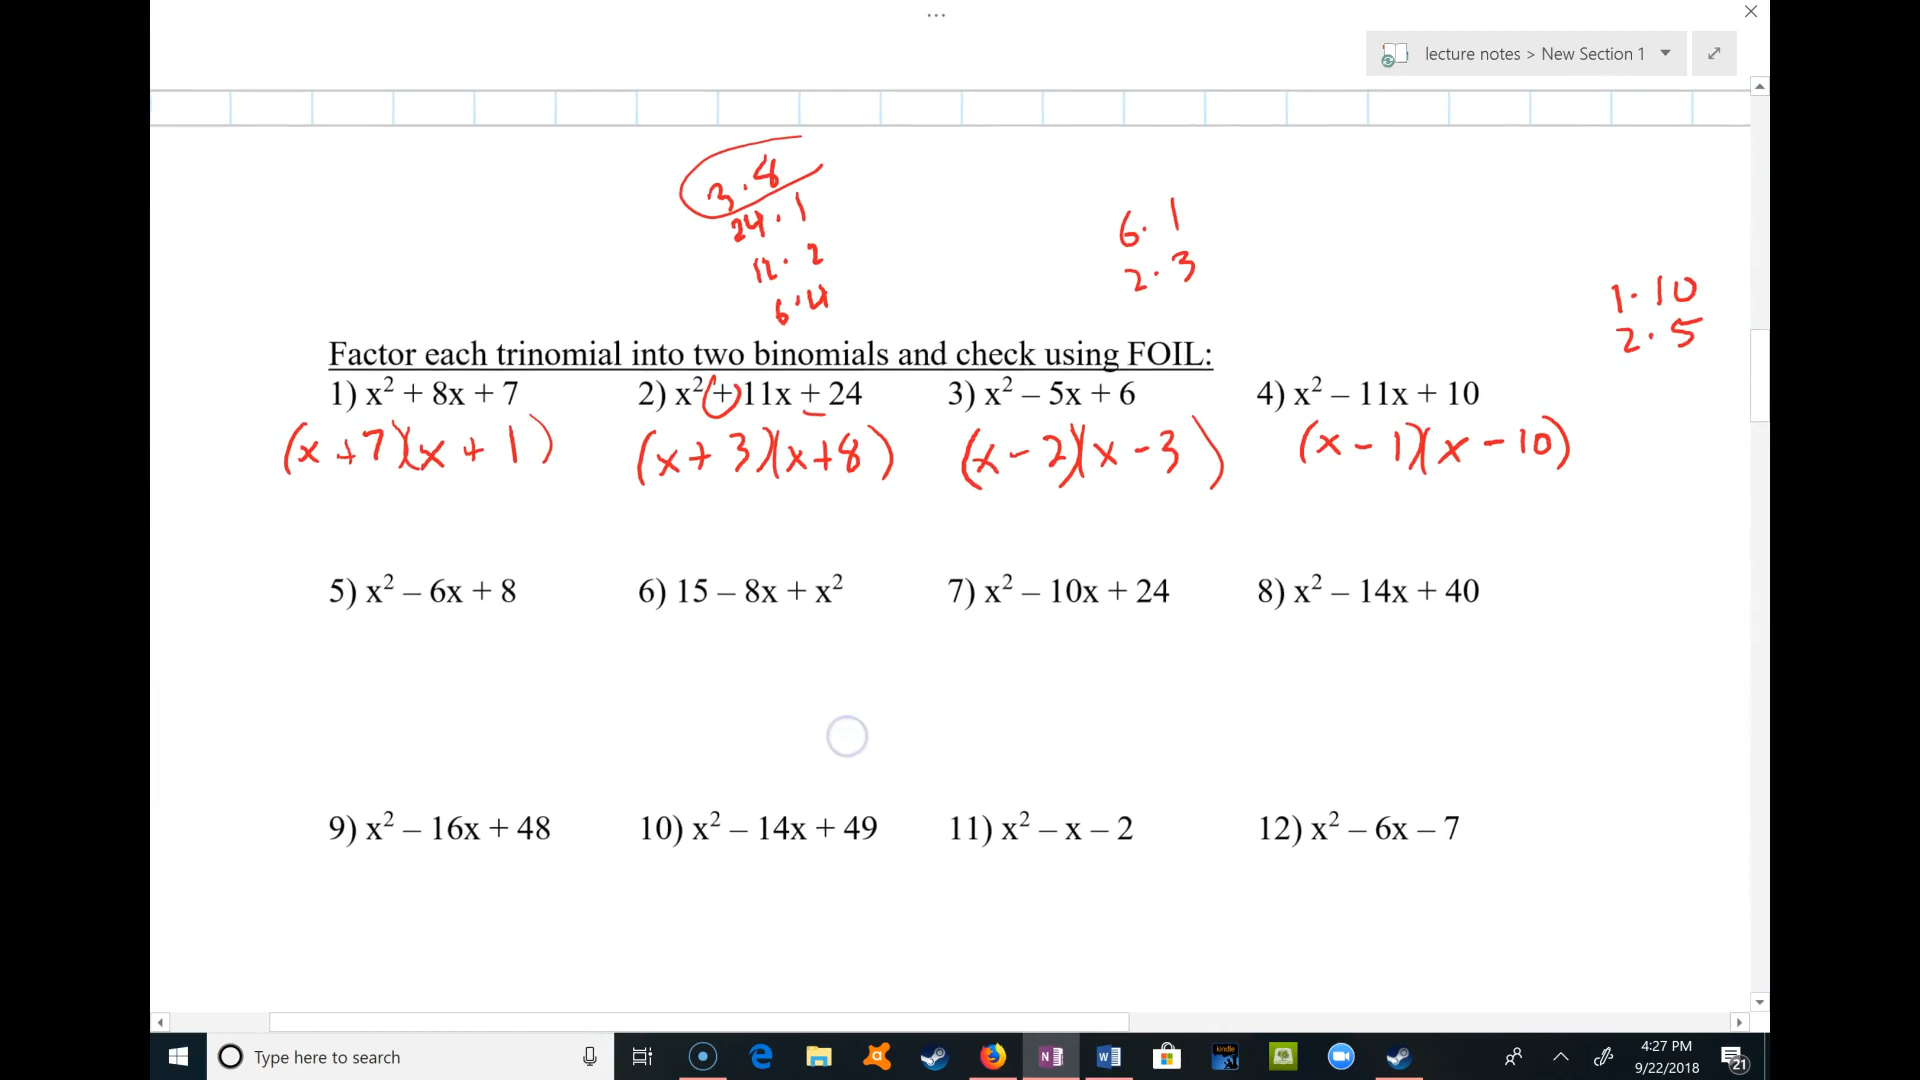 ...
lecture notes > New Section 1
3 · 8
24 · 1
12 · 2
6 · 4
6 · 1
2 · 3
1 · 10
2 · 5
Factor each trinomial into two binomials and check using FOIL:
1) x² + 8x + 7 2) x² + 11x + 24 3) x² – 5x + 6 4) x² – 11x + 10
(x + 7)(x + 1) (x + 3)(x + 8) (x – 2)(x – 3) (x – 1)(x – 10)
5) x² – 6x + 8 6) 15 – 8x + x² 7) x² – 10x + 24 8) x² – 14x + 40
9) x² – 16x + 48 10) x² – 14x + 49 11) x² – x – 2 12) x² – 6x – 7
Type here to search
kindle
4:27 PM
9/22/2018
21